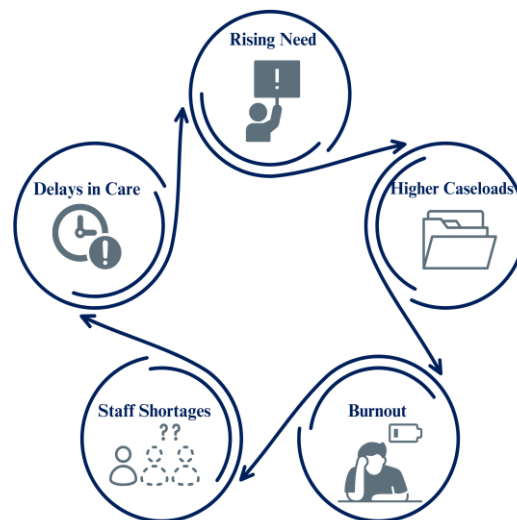 Rising Need
!
Higher Caseloads
Burnout
Staff Shortages
??
Delays in Care
!